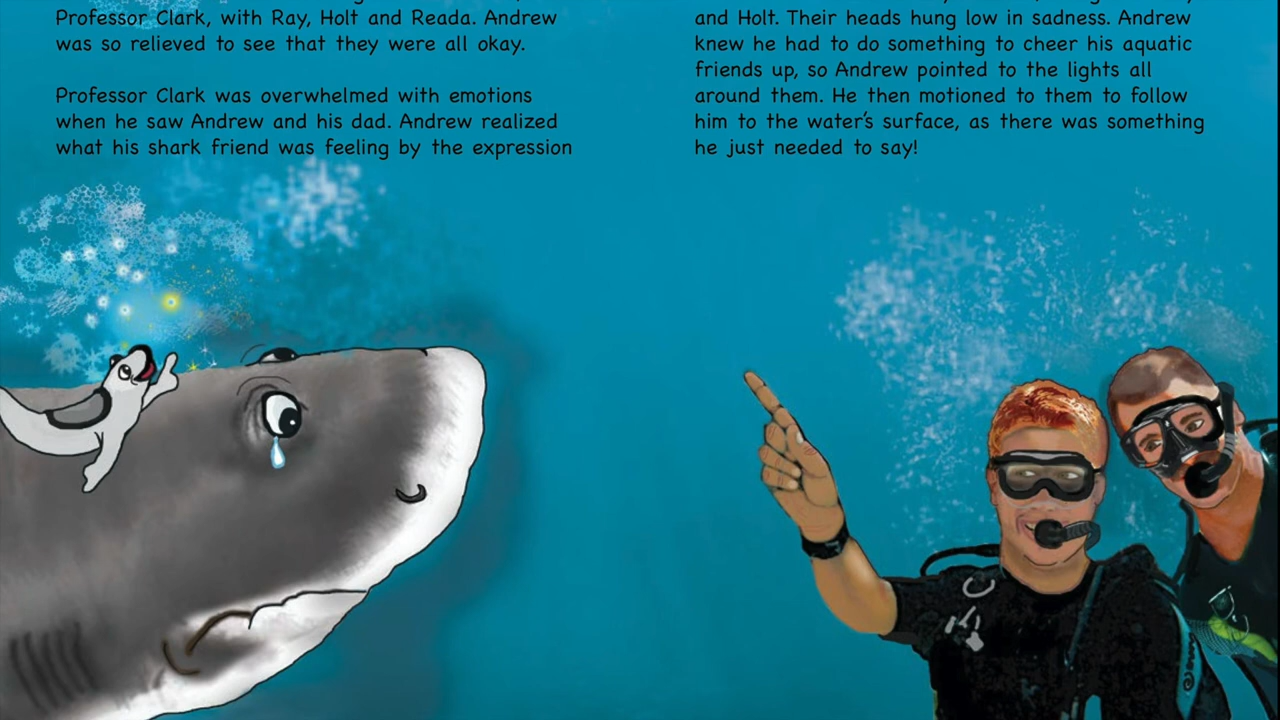 Professor Clark, with Ray, Holt and Reada. Andrew
was so relieved to see that they were all okay.
Professor Clark was overwhelmed with emotions
when he saw Andrew and his dad. Andrew realized
what his shark friend was feeling by the expression
and Holt. Their heads hung low in sadness. Andrew
knew he had to do something to cheer his aquatic
friends up, so Andrew pointed to the lights all
around them. He then motioned to them to follow
him to the water's surface, as there was something
he just needed to say!